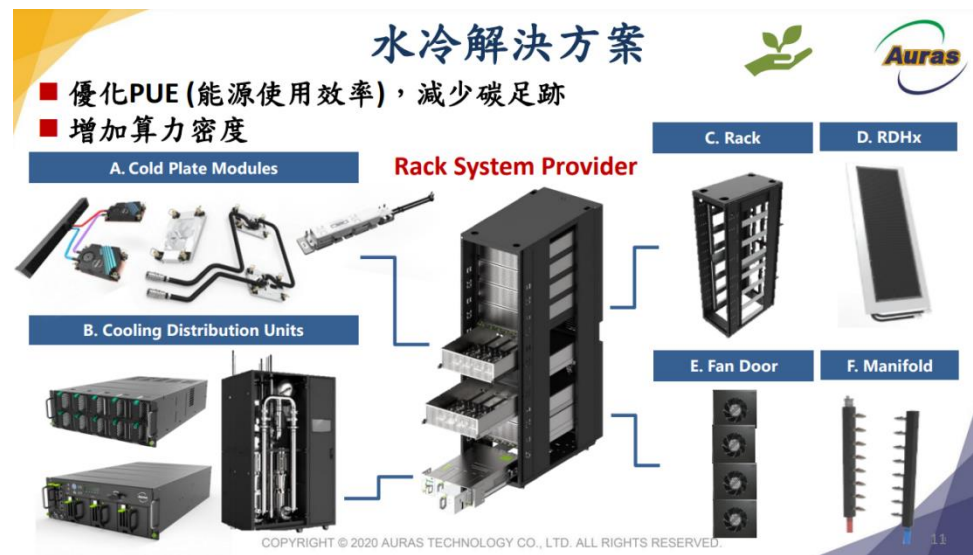 水冷解決方案
Auras
■ 優化PUE (能源使用效率)，減少碳足跡
■ 增加算力密度
A. Cold Plate Modules
Rack System Provider
C. Rack
D. RDHx
B. Cooling Distribution Units
E. Fan Door
F. Manifold
COPYRIGHT © 2020 AURAS TECHNOLOGY CO., LTD. ALL RIGHTS RESERVED.
11